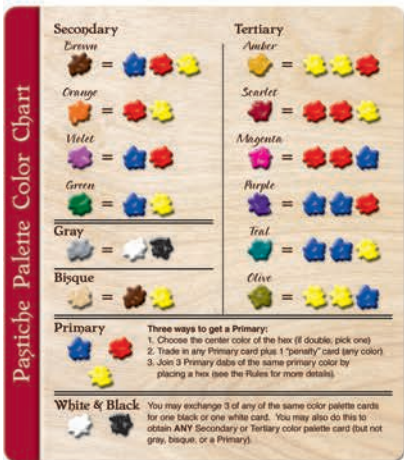 Pastiche Palette Color Chart
Secondary
Brown
=
Orange
=
Violet
=
Green
=
Gray
=
Bisque
=
Tertiary
Amber
=
Scarlet
=
Magenta
=
Purple
=
Teal
=
Olive
=
Primary
Three ways to get a Primary:
1. Choose the center color of the hex (if double, pick one)
2. Trade in any Primary card plus 1 "penalty" card (any color)
3. Join 3 Primary dabs of the same primary color by
placing a hex (see the Rules for more details).
White & Black
You may exchange 3 of any of the same color palette cards
for one black or one white card. You may also do this to
obtain ANY Secondary or Tertiary color palette card (but not
gray, bisque, or a Primary).